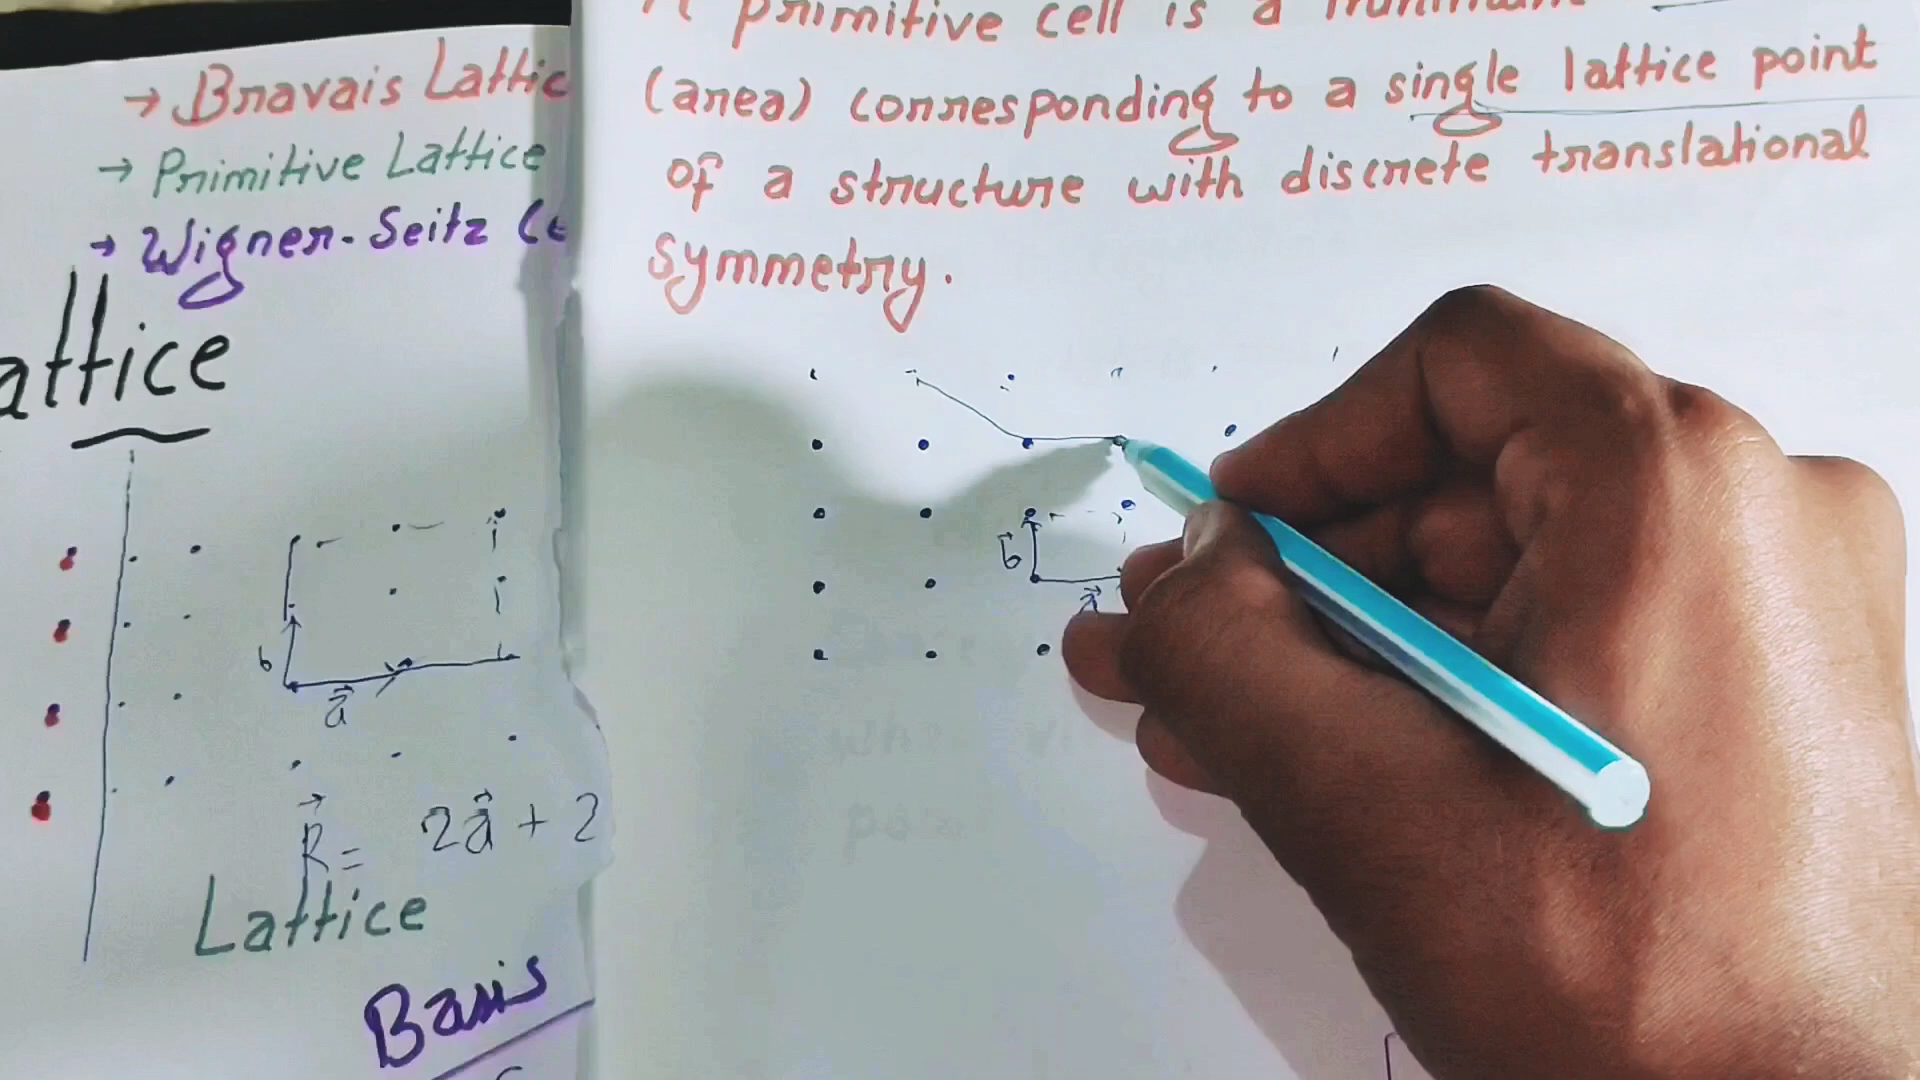 → Bravais Lattic
→ Primitive Lattice
→ Wigner-Seitz
attice
b
a⃗
R⃗ = 2a⃗ + 2
Lattice
Basis
A primitive cell is a
(area) corresponding to a single lattice point
of a structure with discrete translational
symmetry.
b⃗
a⃗